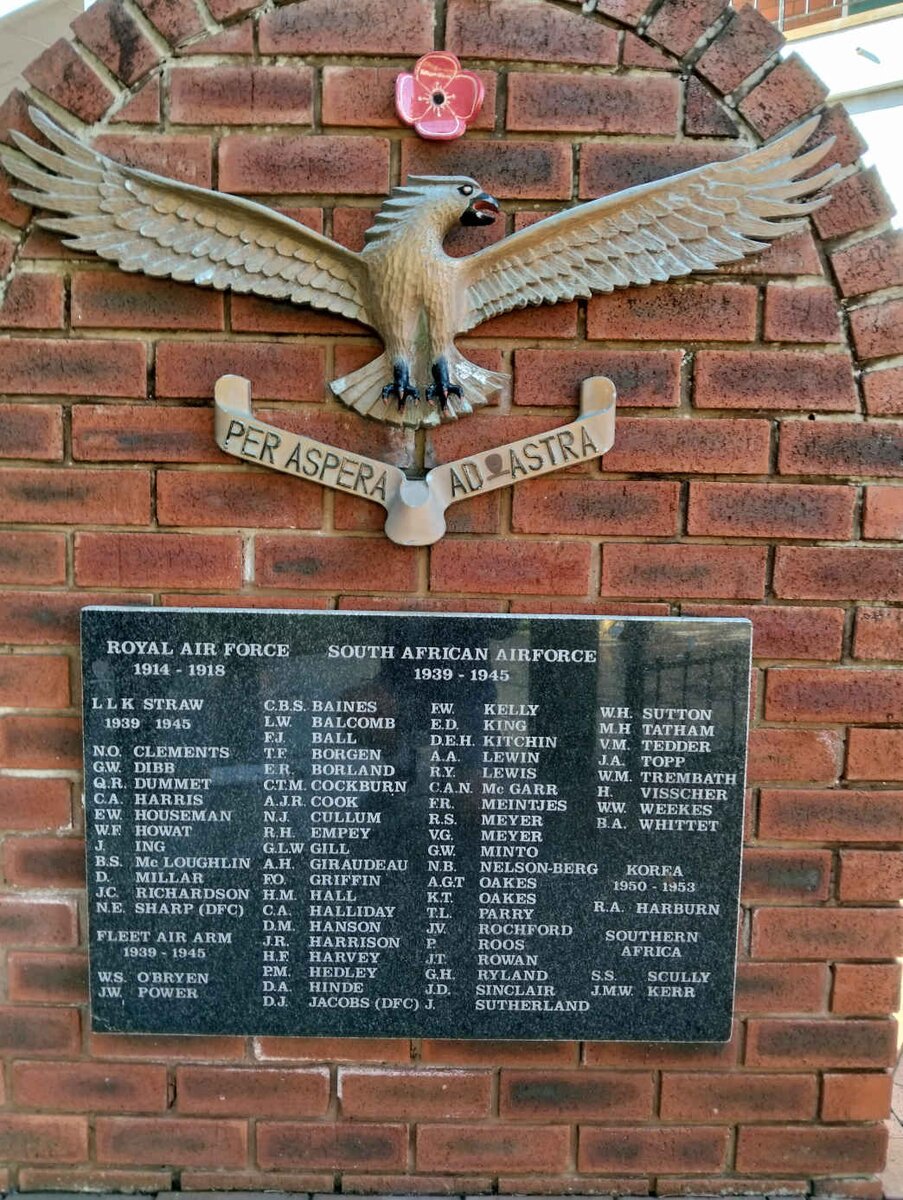 PER ASPERA AD ASTRA
ROYAL AIR FORCE
1914 - 1918
L L K STRAW
1939 1945
N.O. CLEMENTS
G.W. DIBB
Q.R. DUMMET
C.A. HARRIS
E.W. HOUSEMAN
W.F. HOWAT
J. ING
B.S. Mc LOUGHLIN
D. MILLAR
J.C. RICHARDSON
N.E. SHARP (DFC)
FLEET AIR ARM
1939 - 1945
W.S. O'BRYEN
J.W. POWER
SOUTH AFRICAN AIRFORCE
1939 - 1945
C.B.S. BAINES
L.W. BALCOMB
F.J. BALL
T.F. BORGEN
E.R. BORLAND
C.T.M. COCKBURN
A.J.R. COOK
N.J. CULLUM
R.H. EMPEY
G.L.W GILL
A.H. GIRAUDEAU
F.O. GRIFFIN
H.M. HALL
C.A. HALLIDAY
D.M. HANSON
J.R. HARRISON
H.F. HARVEY
P.M. HEDLEY
D.A. HINDE
D.J. JACOBS (DFC)
F.W. KELLY
E.D. KING
D.E.H. KITCHIN
A.A. LEWIN
R.Y. LEWIS
C.A.N. Mc GARR
F.R. MEINTJES
R.S. MEYER
V.G. MEYER
G.W. MINTO
N.B. NELSON-BERG
A.G.T OAKES
K.T. OAKES
T.L. PARRY
J.V. ROCHFORD
P. ROOS
J.T. ROWAN
G.H. RYLAND
J.D. SINCLAIR
J. SUTHERLAND
W.H. SUTTON
M.H TATHAM
V.M. TEDDER
J.A. TOPP
W.M. TREMBATH
H. VISSCHER
W.W. WEEKES
B.A. WHITTET
KOREA
1950 - 1953
R.A. HARBURN
SOUTHERN
AFRICA
S.S. SCULLY
J.M.W. KERR